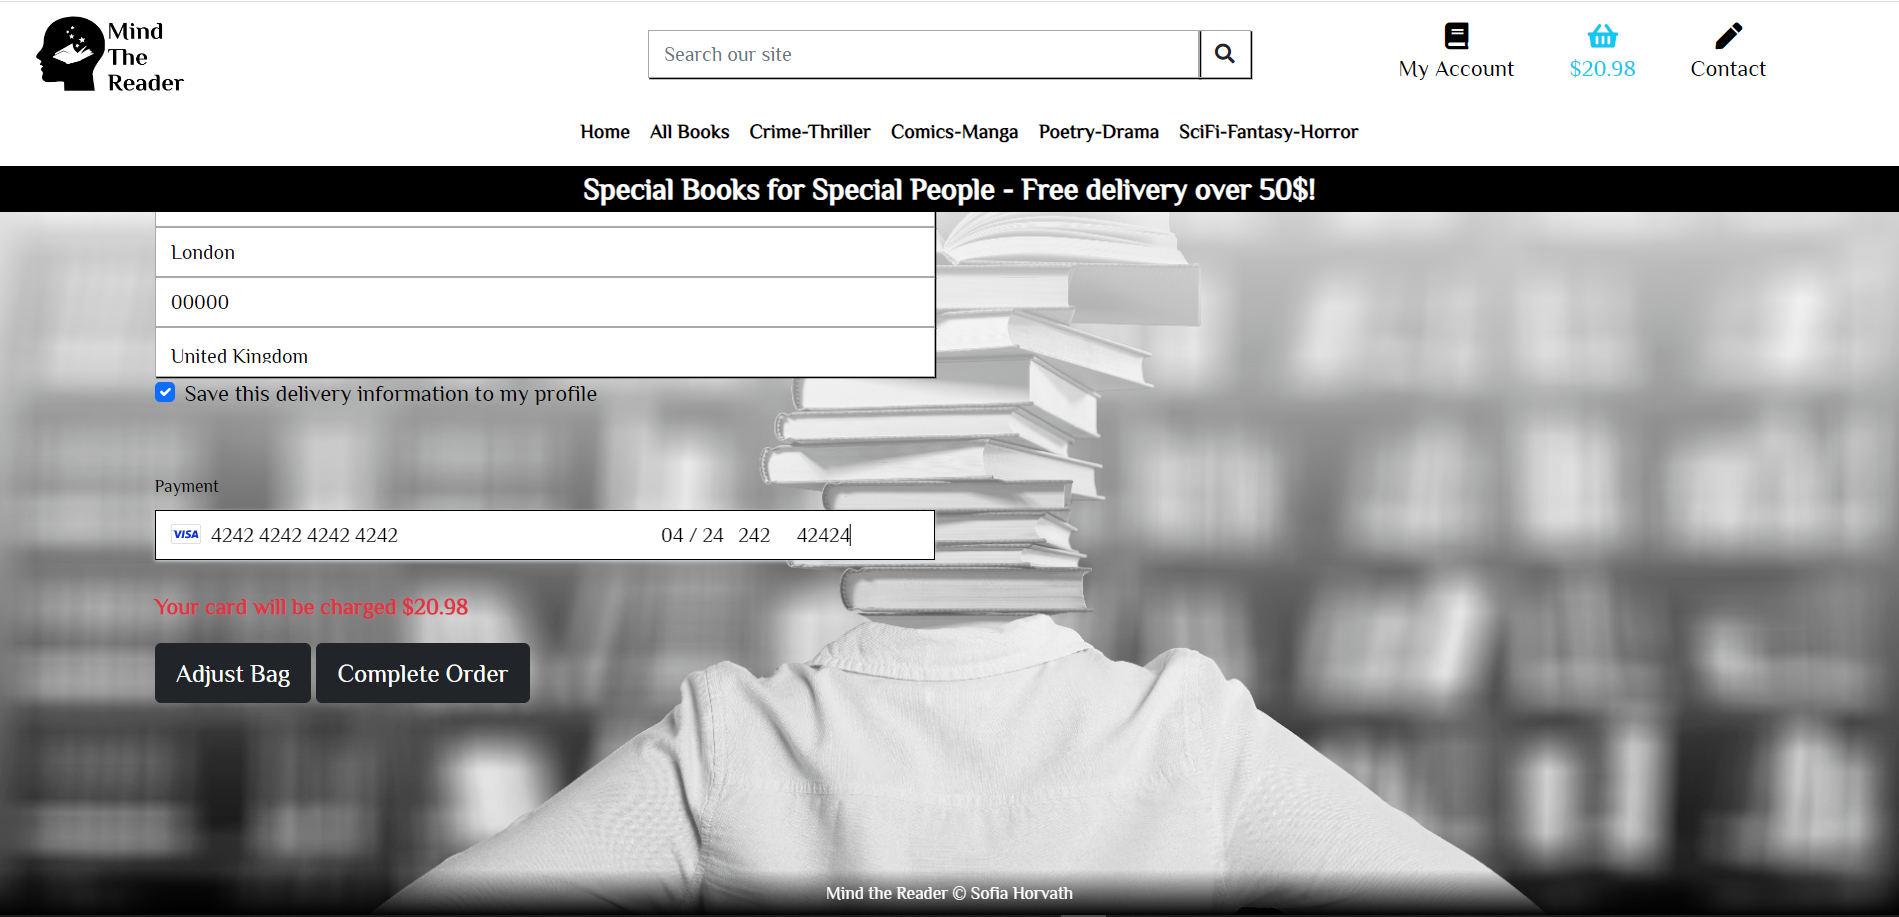 Mind
The
Reader
Search our site
My Account
$20.98
Contact
Home All Books Crime-Thriller Comics-Manga Poetry-Drama SciFi-Fantasy-Horror
Special Books for Special People - Free delivery over 50$!
London
00000
United Kingdom
Save this delivery information to my profile
Payment
VISA 4242 4242 4242 4242 04 / 24 242 42424
Your card will be charged $20.98
Adjust Bag Complete Order
Mind the Reader © Sofia Horvath